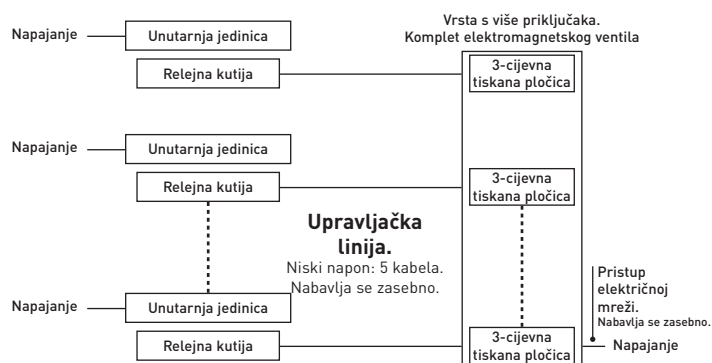 Vrsta s više priključaka.
Komplet elektromagnetskog ventila
Napajanje
Unutarnja jedinica
Relejna kutija
3-cijevna
tiskana pločica
Napajanje
Unutarnja jedinica
Relejna kutija
3-cijevna
tiskana pločica
Upravljačka
linija.
Niski napon: 5 kabela.
Nabavlja se zasebno.
Pristup
električnoj
mreži.
Nabavlja se zasebno.
Napajanje
Unutarnja jedinica
Relejna kutija
3-cijevna
tiskana pločica
Napajanje